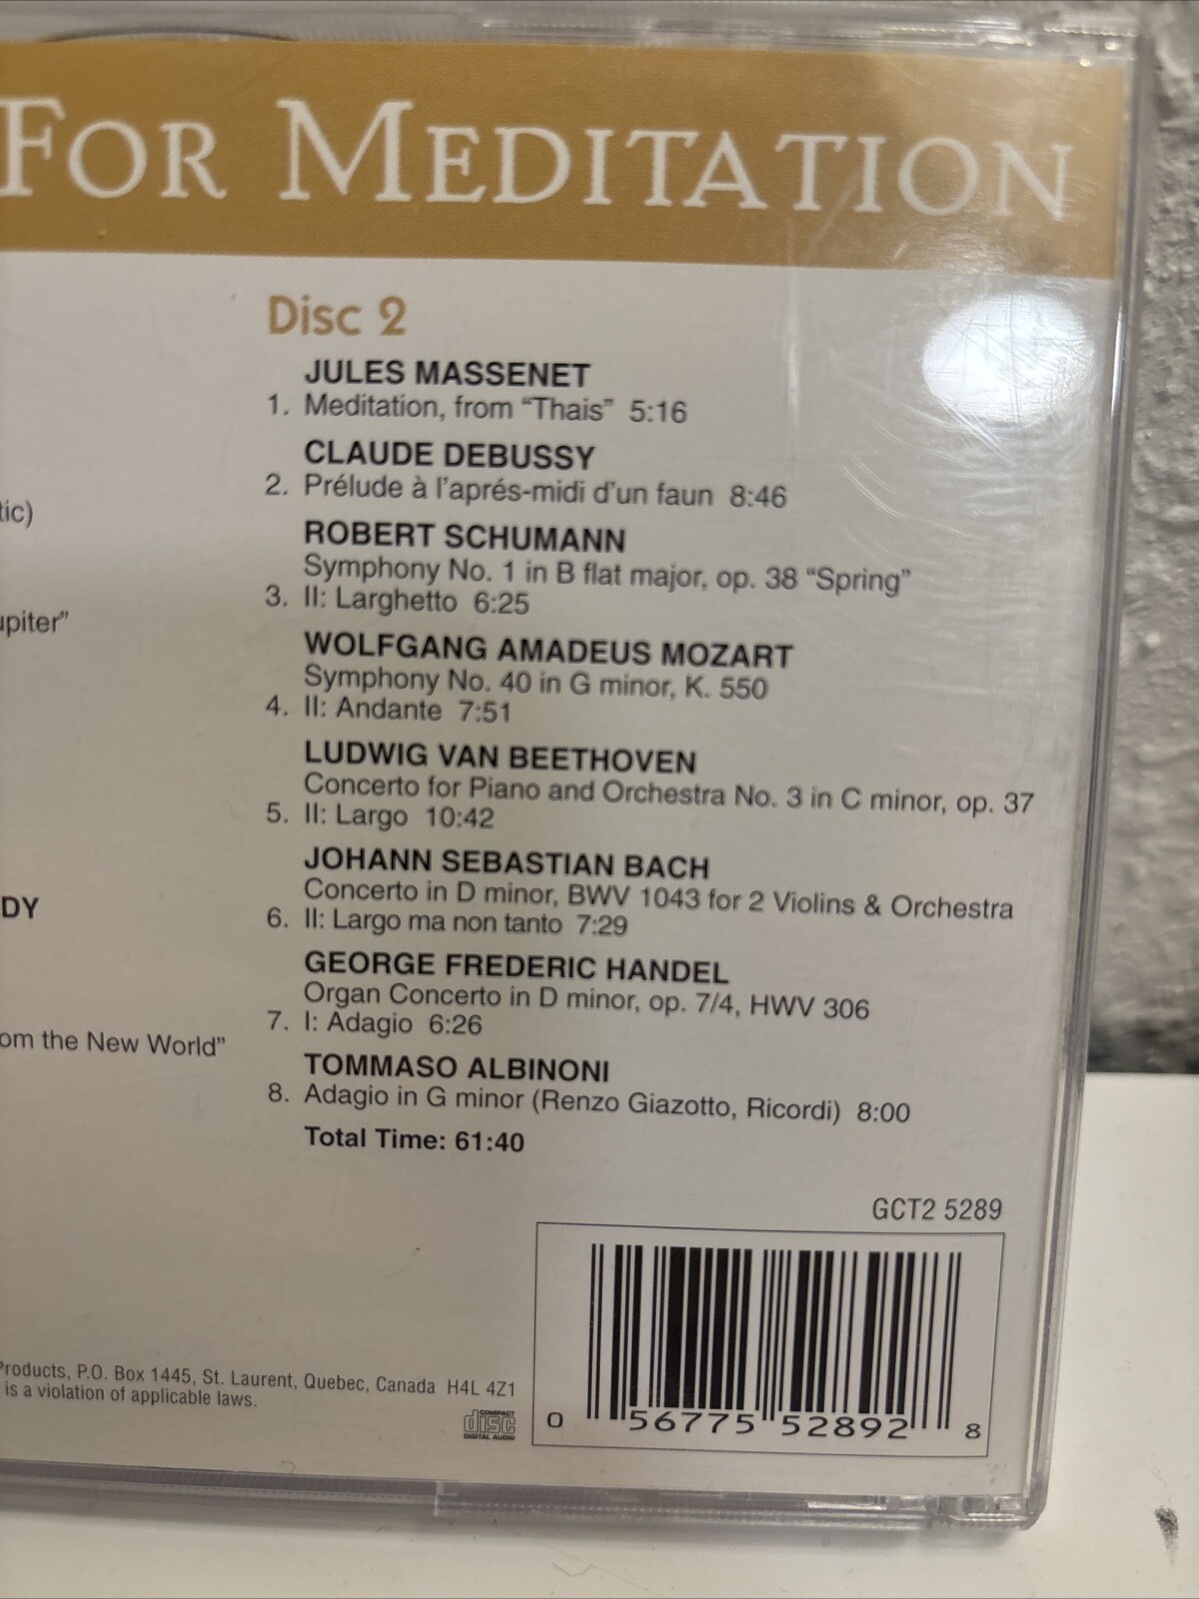 FOR MEDITATION
tic)
upiter”
DY
om the New World”
Disc 2
JULES MASSENET
1. Meditation, from “Thais” 5:16
CLAUDE DEBUSSY
2. Prélude à l’aprés-midi d’un faun 8:46
ROBERT SCHUMANN
Symphony No. 1 in B flat major, op. 38 “Spring”
3. II: Larghetto 6:25
WOLFGANG AMADEUS MOZART
Symphony No. 40 in G minor, K. 550
4. II: Andante 7:51
LUDWIG VAN BEETHOVEN
Concerto for Piano and Orchestra No. 3 in C minor, op. 37
5. II: Largo 10:42
JOHANN SEBASTIAN BACH
Concerto in D minor, BWV 1043 for 2 Violins & Orchestra
6. II: Largo ma non tanto 7:29
GEORGE FREDERIC HANDEL
Organ Concerto in D minor, op. 7/4, HWV 306
7. I: Adagio 6:26
TOMMASO ALBINONI
8. Adagio in G minor (Renzo Giazotto, Ricordi) 8:00
Total Time: 61:40
GCT2 5289
Products, P.O. Box 1445, St. Laurent, Quebec, Canada H4L 4Z1
is a violation of applicable laws.
COMPACT
disc
DIGITAL AUDIO
0 56775 52892 8